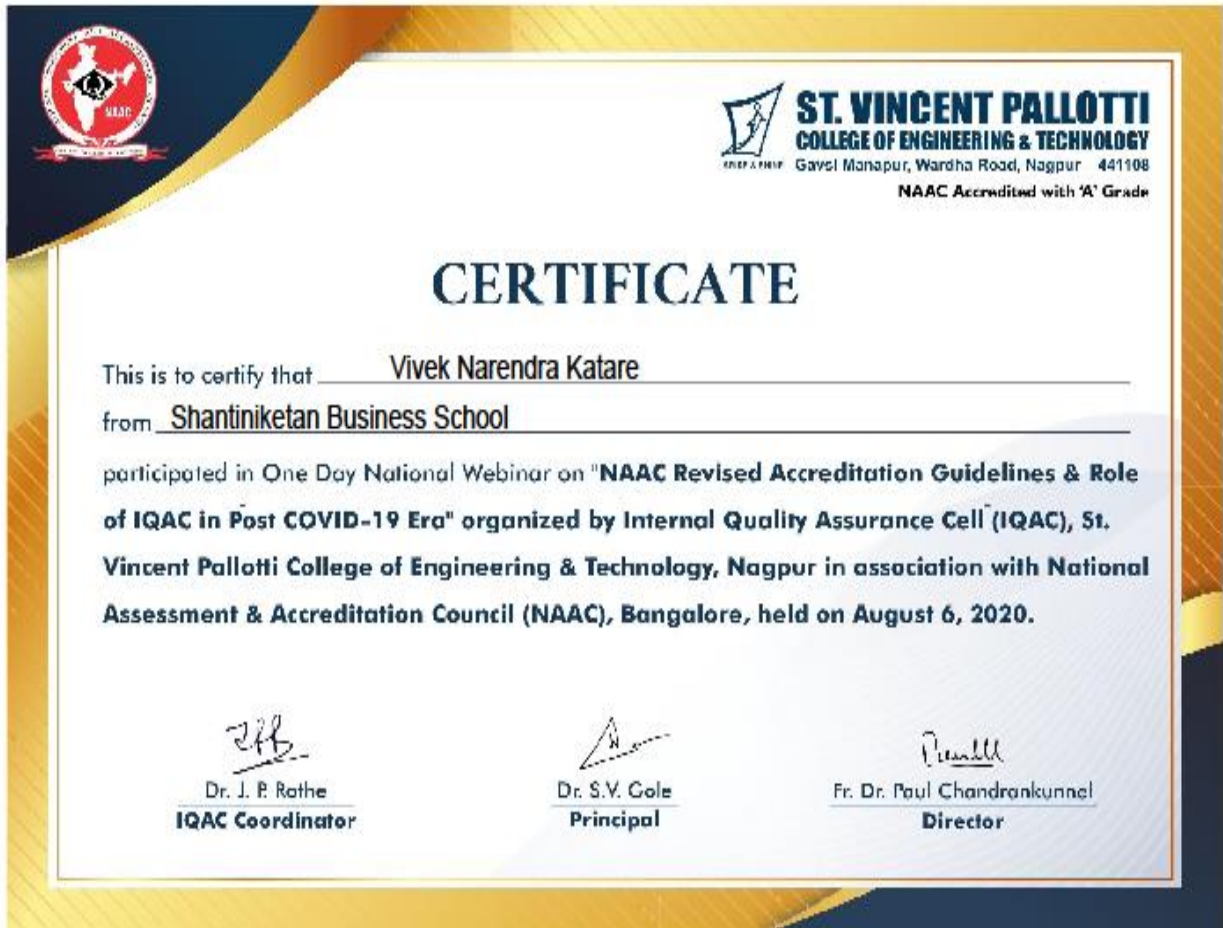 NAAC
ST. VINCENT PALLOTTI
COLLEGE OF ENGINEERING & TECHNOLOGY
Gavsi Manapur, Wardha Road, Nagpur 441108
NAAC Accredited with 'A' Grade
CERTIFICATE
This is to certify that Vivek Narendra Katare
from Shantiniketan Business School
participated in One Day National Webinar on "NAAC Revised Accreditation Guidelines & Role
of IQAC in Post COVID-19 Era" organized by Internal Quality Assurance Cell (IQAC), St.
Vincent Pallotti College of Engineering & Technology, Nagpur in association with National
Assessment & Accreditation Council (NAAC), Bangalore, held on August 6, 2020.
Dr. J. P. Rothe Dr. S.V. Gole Fr. Dr. Paul Chandrankunnel
IQAC Coordinator Principal Director